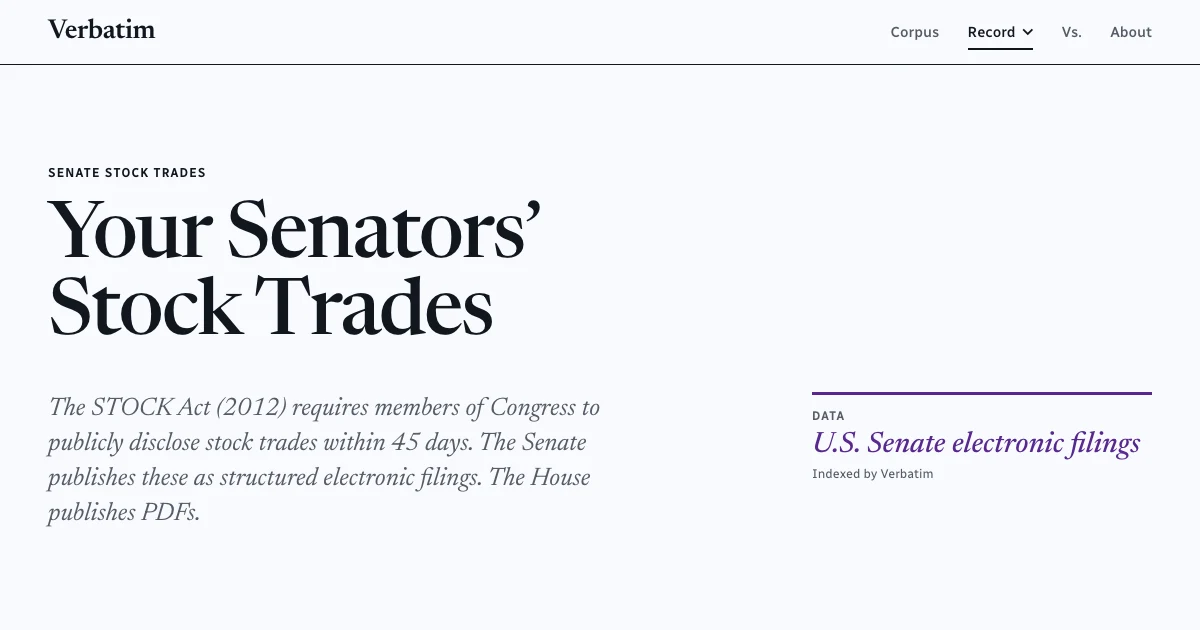 Verbatim
Corpus
Record
Vs.
About
SENATE STOCK TRADES
Your Senators’
Stock Trades
The STOCK Act (2012) requires members of Congress to
publicly disclose stock trades within 45 days. The Senate
publishes these as structured electronic filings. The House
publishes PDFs.
DATA
U.S. Senate electronic filings
Indexed by Verbatim